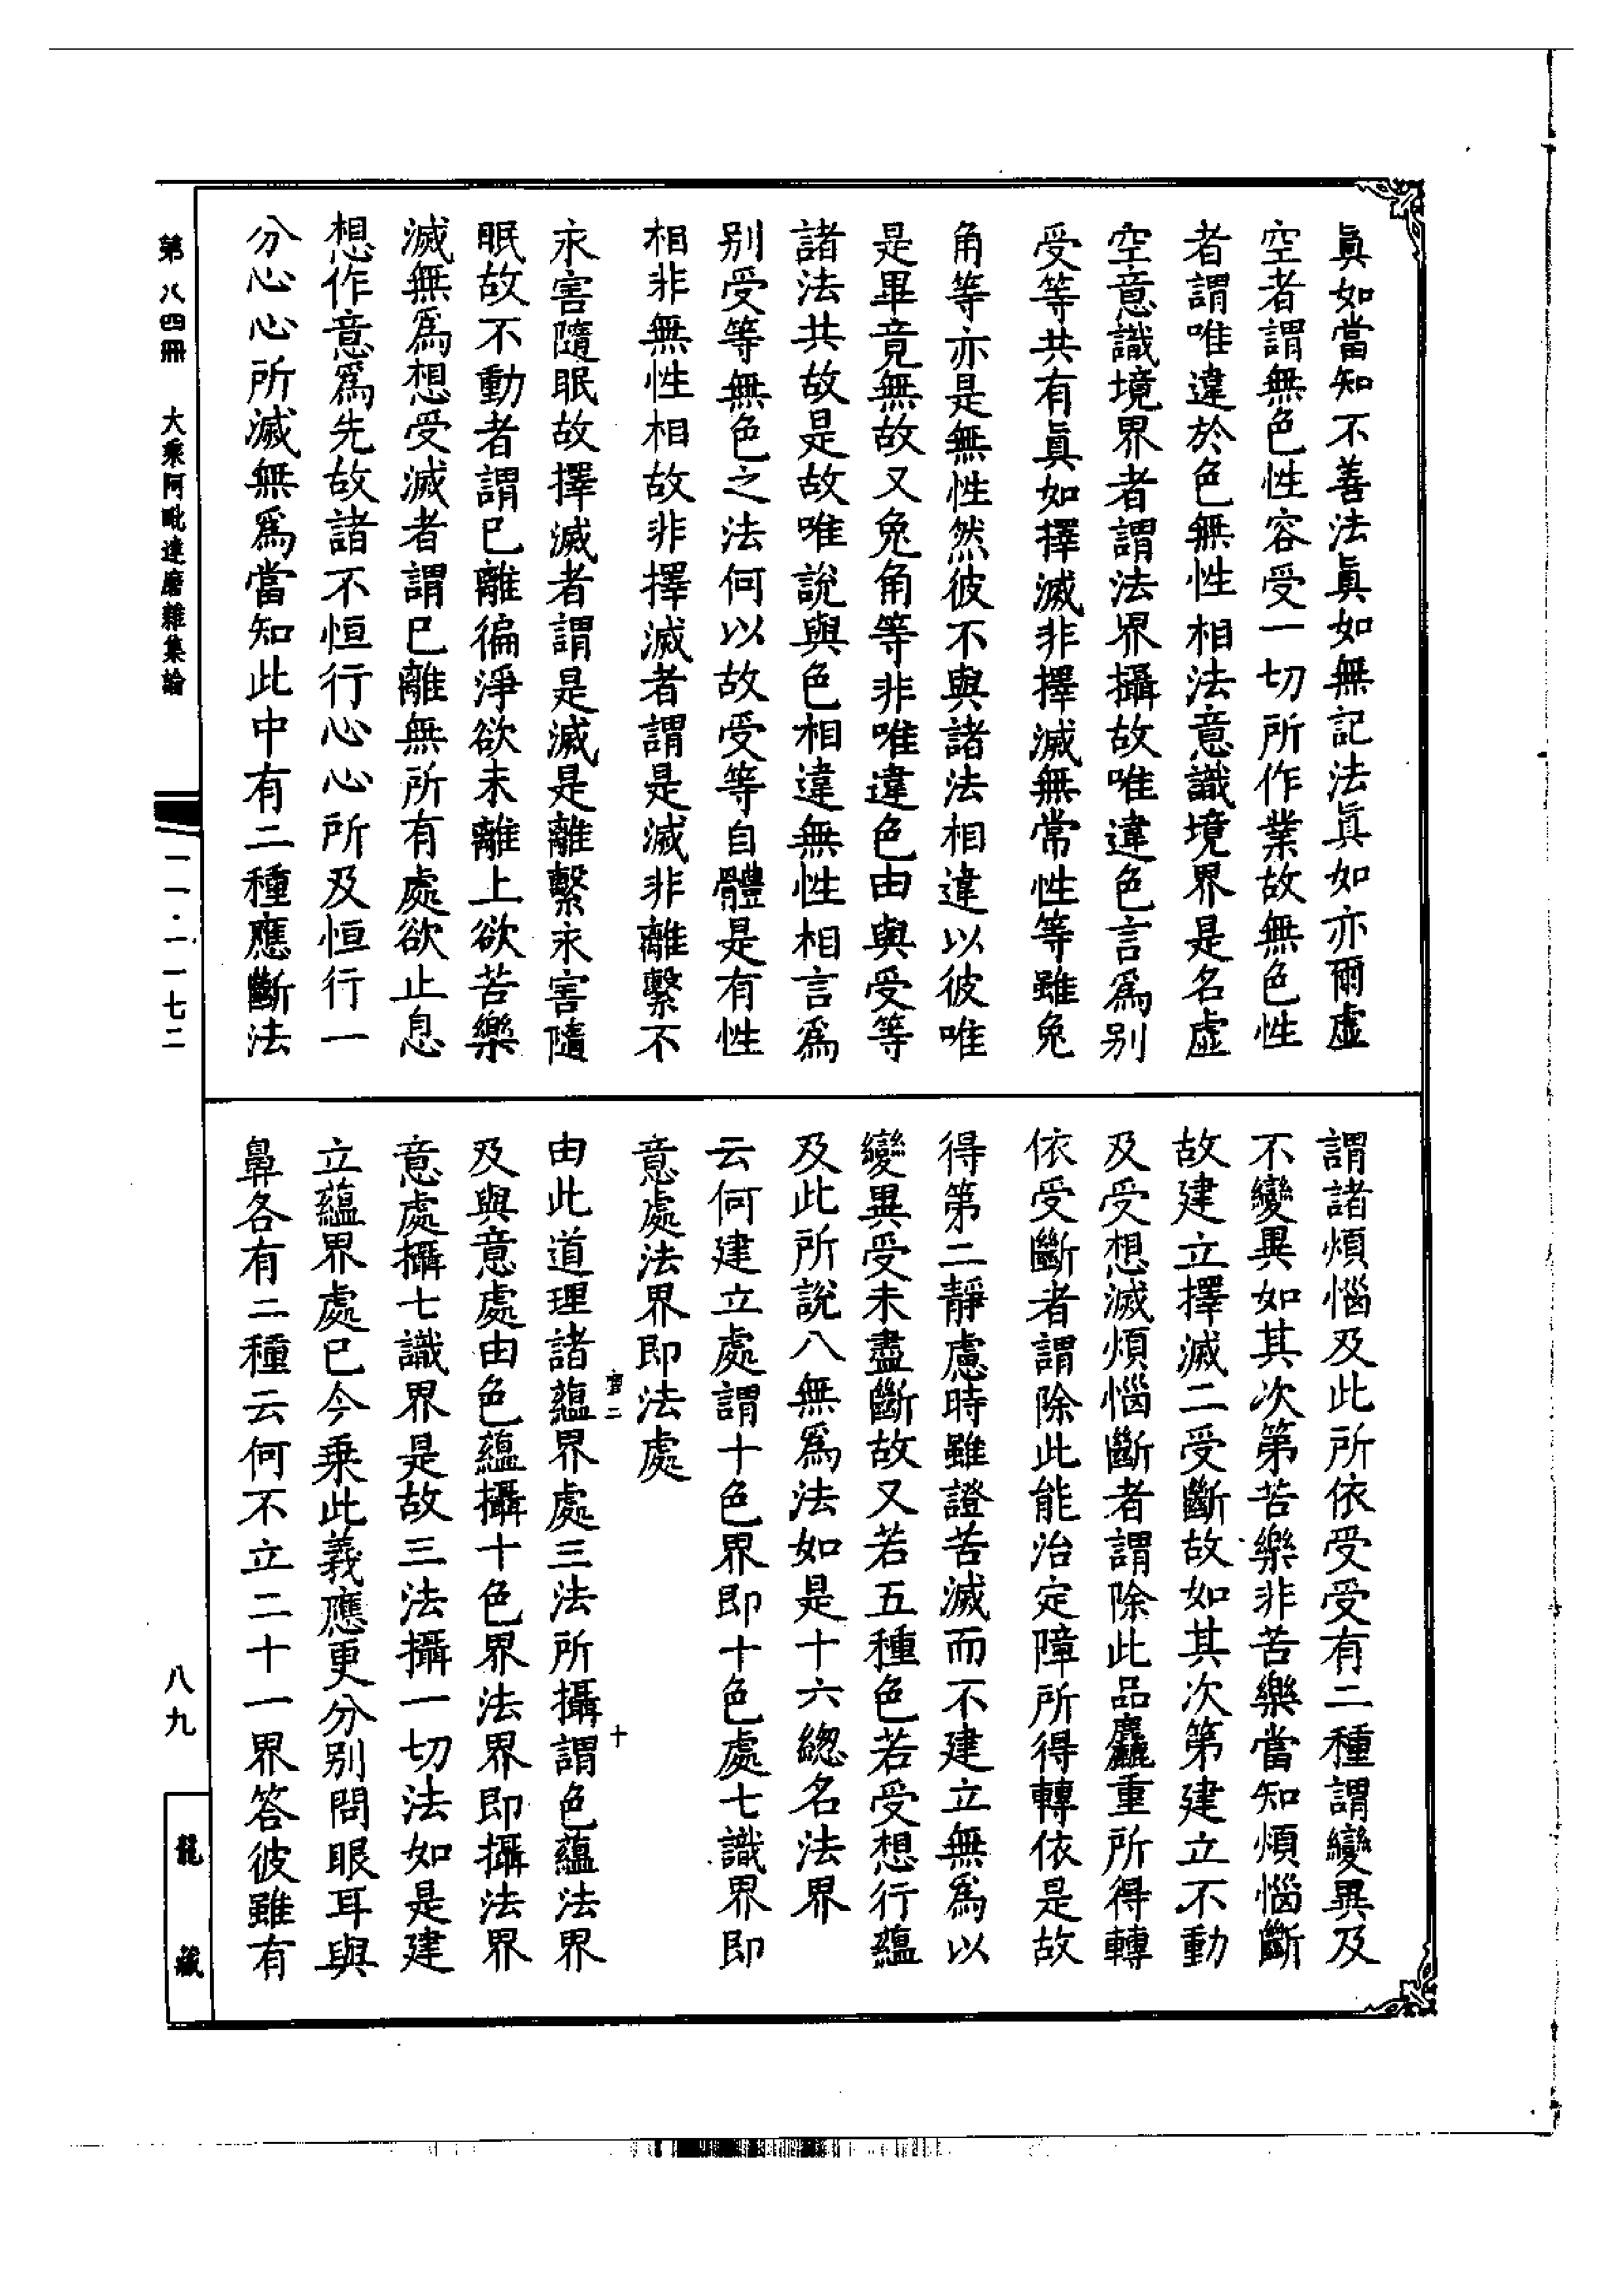 眞如當知不善法眞如無記法眞如亦爾虛
空者謂無色性容受一切所作業故無色性
者謂唯違於色無性相法意識境界是名虛
空意識境界者謂法界攝故唯違色言爲別
受等共有眞如擇滅非擇滅無常性等雖兔
角等亦是無性然彼不與諸法相違以彼唯
是畢竟無故又兔角等非唯違色由與受等
諸法共故是故唯說與色相違無性相言爲
別受等無色之法何以故受等自體是有性
相非無性相故非擇滅者謂是滅非離繫不
永害隨眠故擇滅者謂是滅是離繫永害隨
眠故不動者謂已離徧淨欲未離上欲苦樂
滅無爲想受滅者謂已離無所有處欲止息
想作意爲先故諸不恒行心心所及恒行一
分心心所滅無爲當知此中有二種應斷法
謂諸煩惱及此所依受受有二種謂變異及
不變異如其次第苦樂非苦樂當知煩惱斷
故建立擇滅二受斷故如其次第建立不動
及受想滅煩惱斷者謂除此品麤重所得轉
依受斷者謂除此能治定障所得轉依是故
得第二靜慮時雖證苦滅而不建立無爲以
變異受未盡斷故又若五種色若受想行蘊
及此所說八無爲法如是十六總名法界
云何建立處謂十色界即十色處七識界即
意處法界即法處
由此道理諸蘊界處三法所攝謂色蘊法界
及與意處由色蘊攝十色界法界即攝法界
意處攝七識界是故三法攝一切法如是建
立蘊界處已今乘此義應更分別問眼耳與
鼻各有二種云何不立二十一界答彼雖有
二
十
第八四冊 大乘阿毗達磨雜集論
一一·一一七二
八九
龍藏